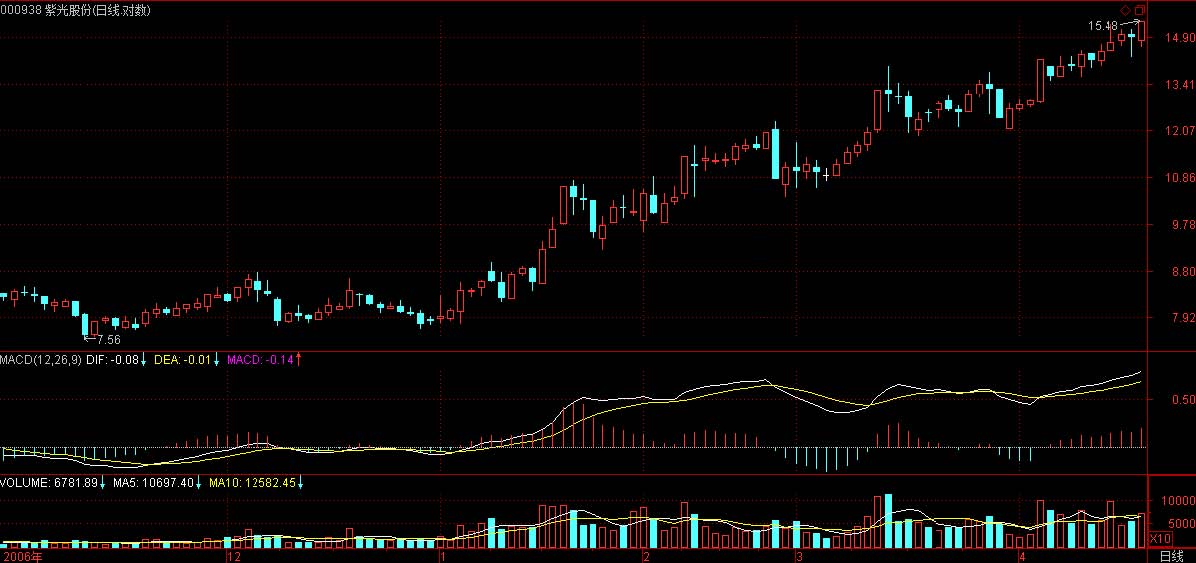 000938 紫光股份(日线.对数)
15.48
14.90
13.41
12.07
10.86
9.78
8.80
7.92
7.56
MACD(12,26,9) DIF: -0.08↓ DEA: -0.01↓ MACD: -0.14↑
0.50
VOLUME: 6781.89↓ MA5: 10697.40↓ MA10: 12582.45↓
10000
5000
X10
2006年 12 1 2 3 4 日线